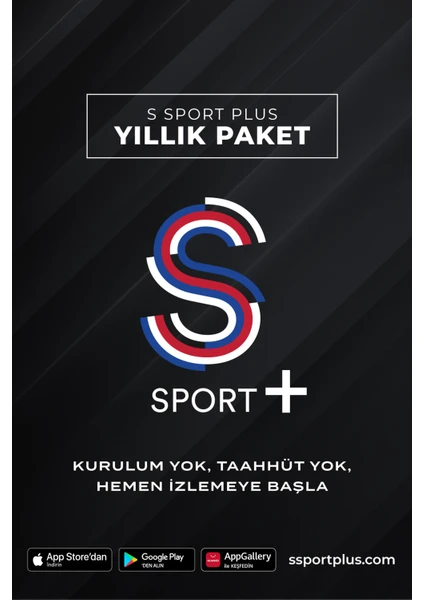 S SPORT PLUS
YILLIK PAKET
S
SPORT +
KURULUM YOK, TAAHHÜT YOK,
HEMEN İZLEMEYE BAŞLA
App Store'dan
İndirin
Google Play
'DEN ALIN
HUAWEI
AppGallery
ile KEŞFEDİN
ssportplus.com